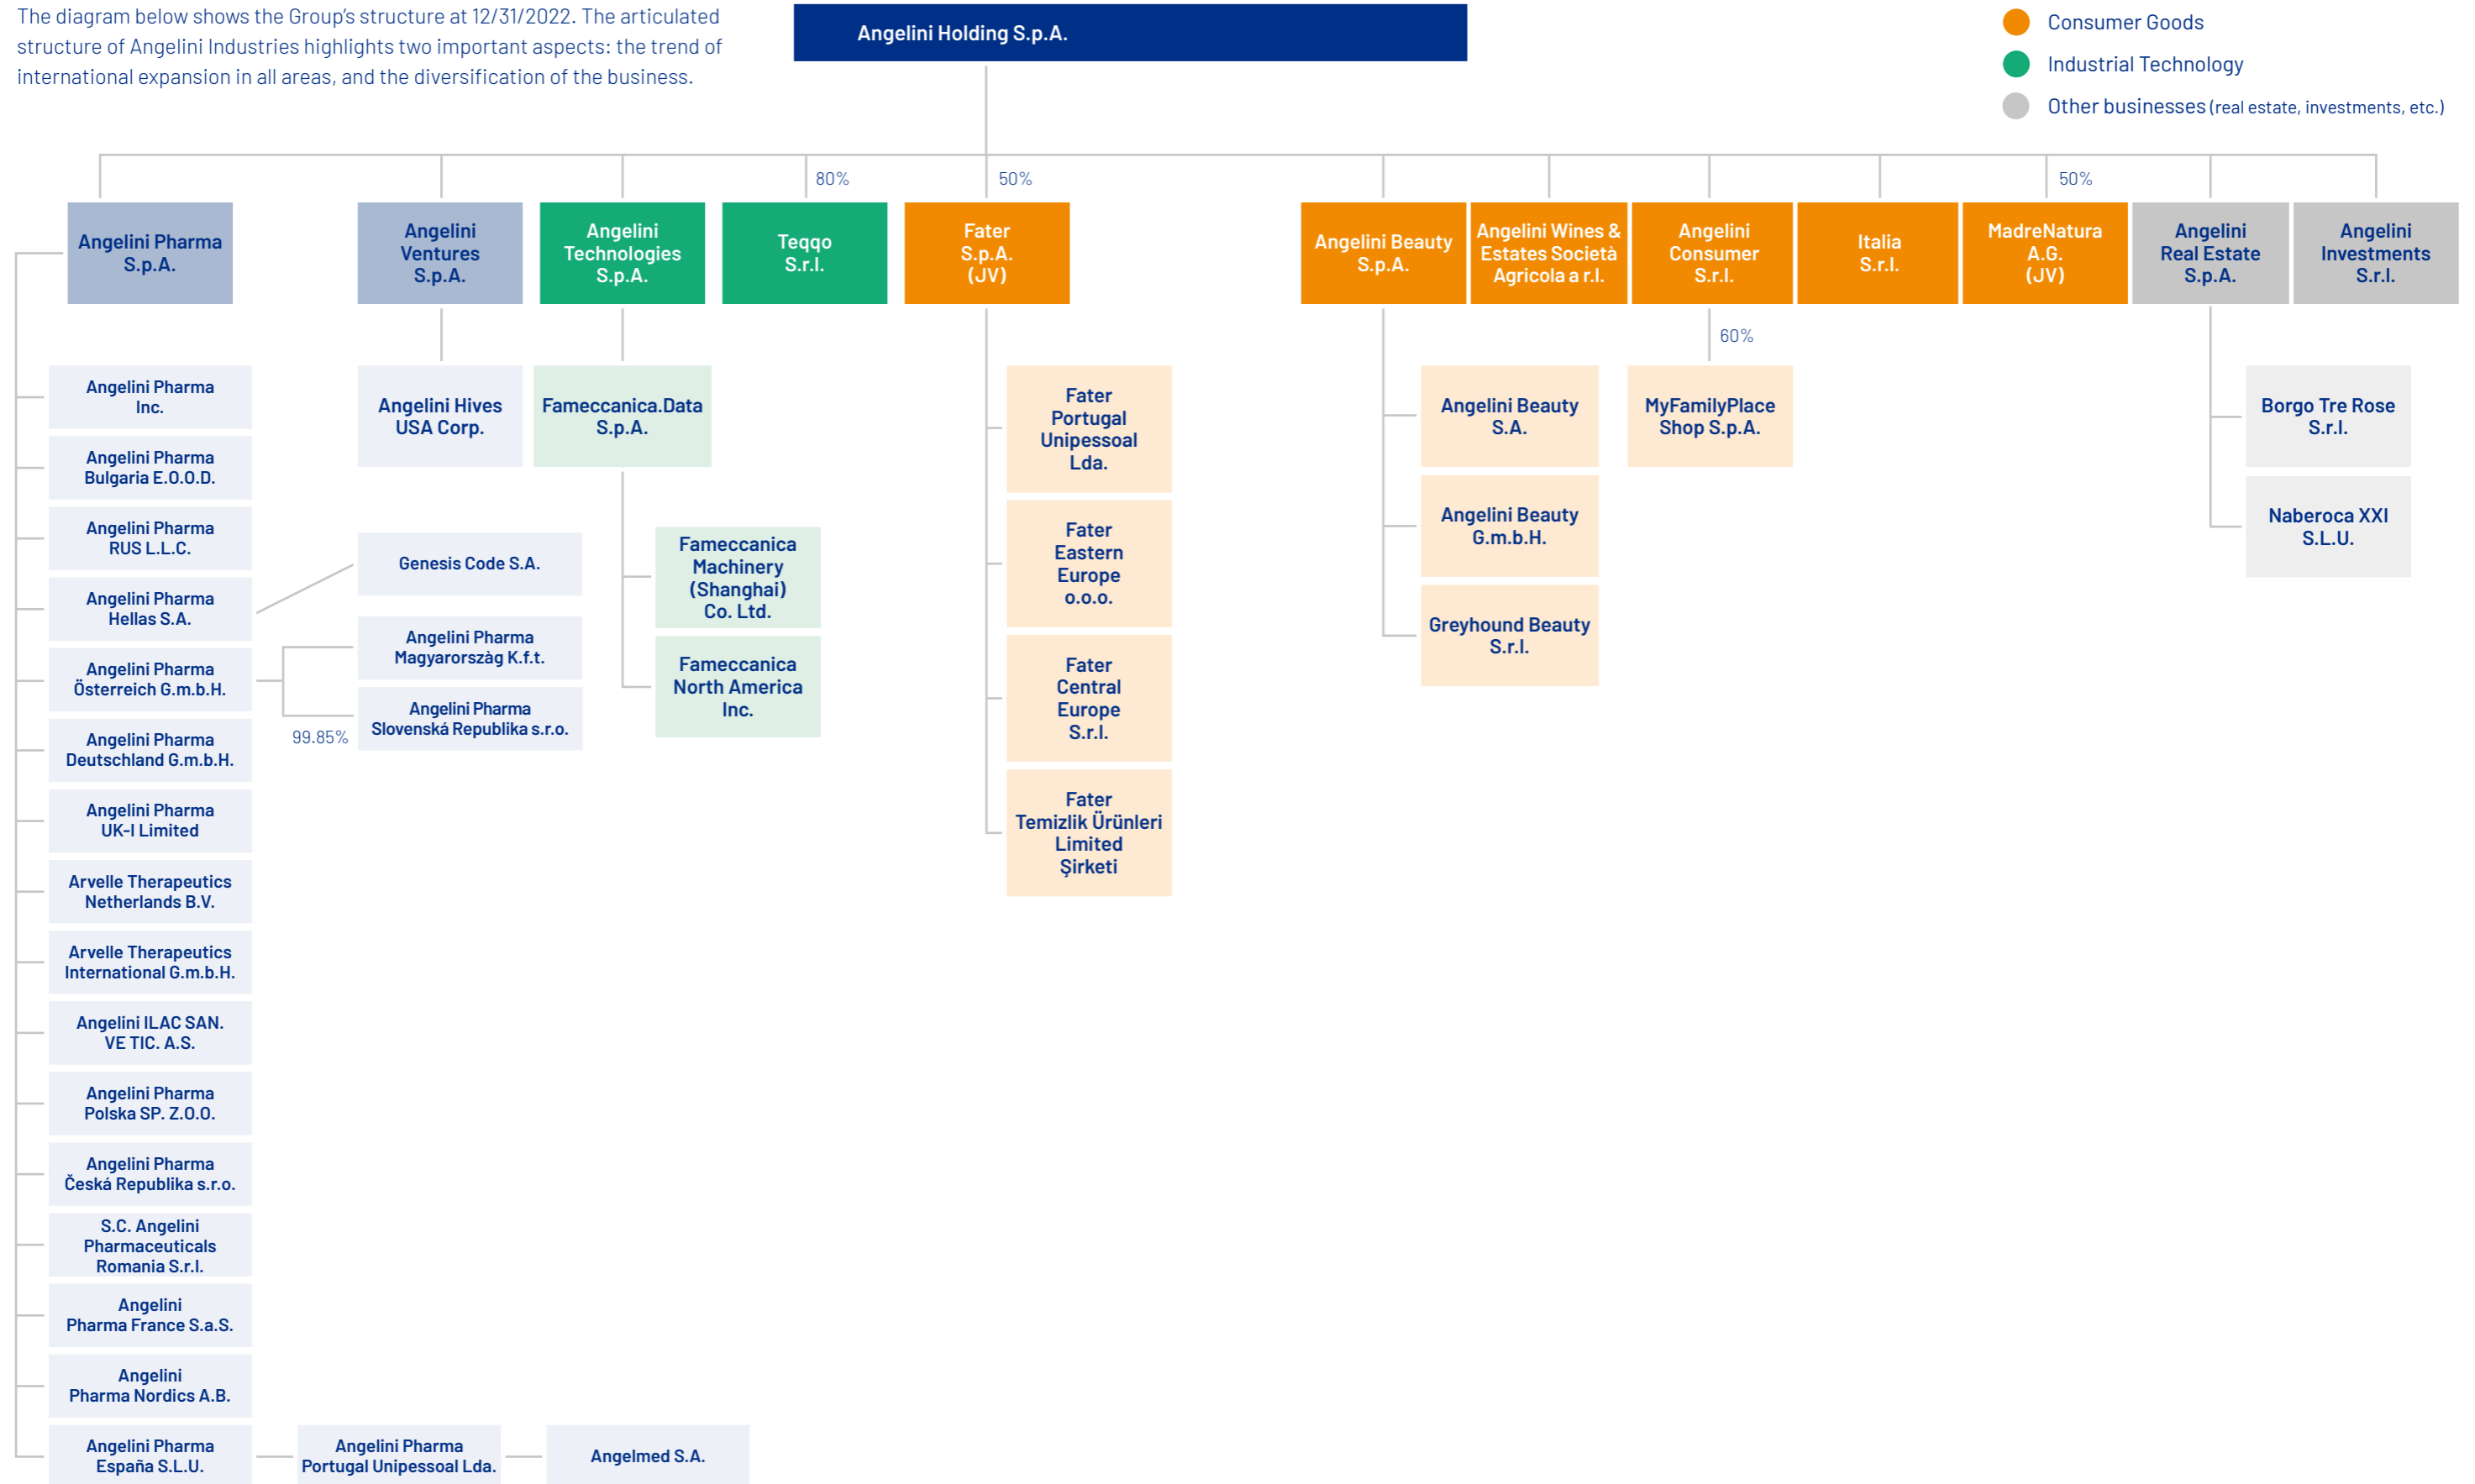 The diagram below shows the Group's structure at 12/31/2022. The articulated
structure of Angelini Industries highlights two important aspects: the trend of
international expansion in all areas, and the diversification of the business.
Angelini Holding S.p.A.
Consumer Goods
Industrial Technology
Other businesses (real estate, investments, etc.)
80%
50%
50%
Angelini Pharma
S.p.A.
Angelini
Ventures
S.p.A.
Angelini
Technologies
S.p.A.
Teqqo
S.r.l.
Fater
S.p.A.
(JV)
Angelini Beauty
S.p.A.
Angelini Wines &
Estates Società
Agricola a r.l.
Angelini
Consumer
S.r.l.
Italia
S.r.l.
MadreNatura
A.G.
(JV)
Angelini
Real Estate
S.p.A.
Angelini
Investments
S.r.l.
60%
Angelini Pharma
Inc.
Angelini Pharma
Bulgaria E.O.O.D.
Angelini Pharma
RUS L.L.C.
Angelini Pharma
Hellas S.A.
Angelini Pharma
Österreich G.m.b.H.
Angelini Pharma
Deutschland G.m.b.H.
Angelini Pharma
UK-I Limited
Arvelle Therapeutics
Netherlands B.V.
Arvelle Therapeutics
International G.m.b.H.
Angelini ILAC SAN.
VE TIC. A.S.
Angelini Pharma
Polska SP. Z.O.O.
Angelini Pharma
Česká Republika s.r.o.
S.C. Angelini
Pharmaceuticals
Romania S.r.l.
Angelini
Pharma France S.a.S.
Angelini
Pharma Nordics A.B.
Angelini Pharma
España S.L.U.
Angelini Pharma
Portugal Unipessoal Lda.
Angelmed S.A.
Angelini Hives
USA Corp.
Genesis Code S.A.
Angelini Pharma
Magyarorszàg K.f.t.
Angelini Pharma
Slovenská Republika s.r.o.
99.85%
Fameccanica.Data
S.p.A.
Fameccanica
Machinery
(Shanghai)
Co. Ltd.
Fameccanica
North America
Inc.
Fater
Portugal
Unipessoal
Lda.
Fater
Eastern
Europe
o.o.o.
Fater
Central
Europe
S.r.l.
Fater
Temizlik Ürünleri
Limited
Şirketi
Angelini Beauty
S.A.
Angelini Beauty
G.m.b.H.
Greyhound Beauty
S.r.l.
MyFamilyPlace
Shop S.p.A.
Borgo Tre Rose
S.r.l.
Naberoca XXI
S.L.U.